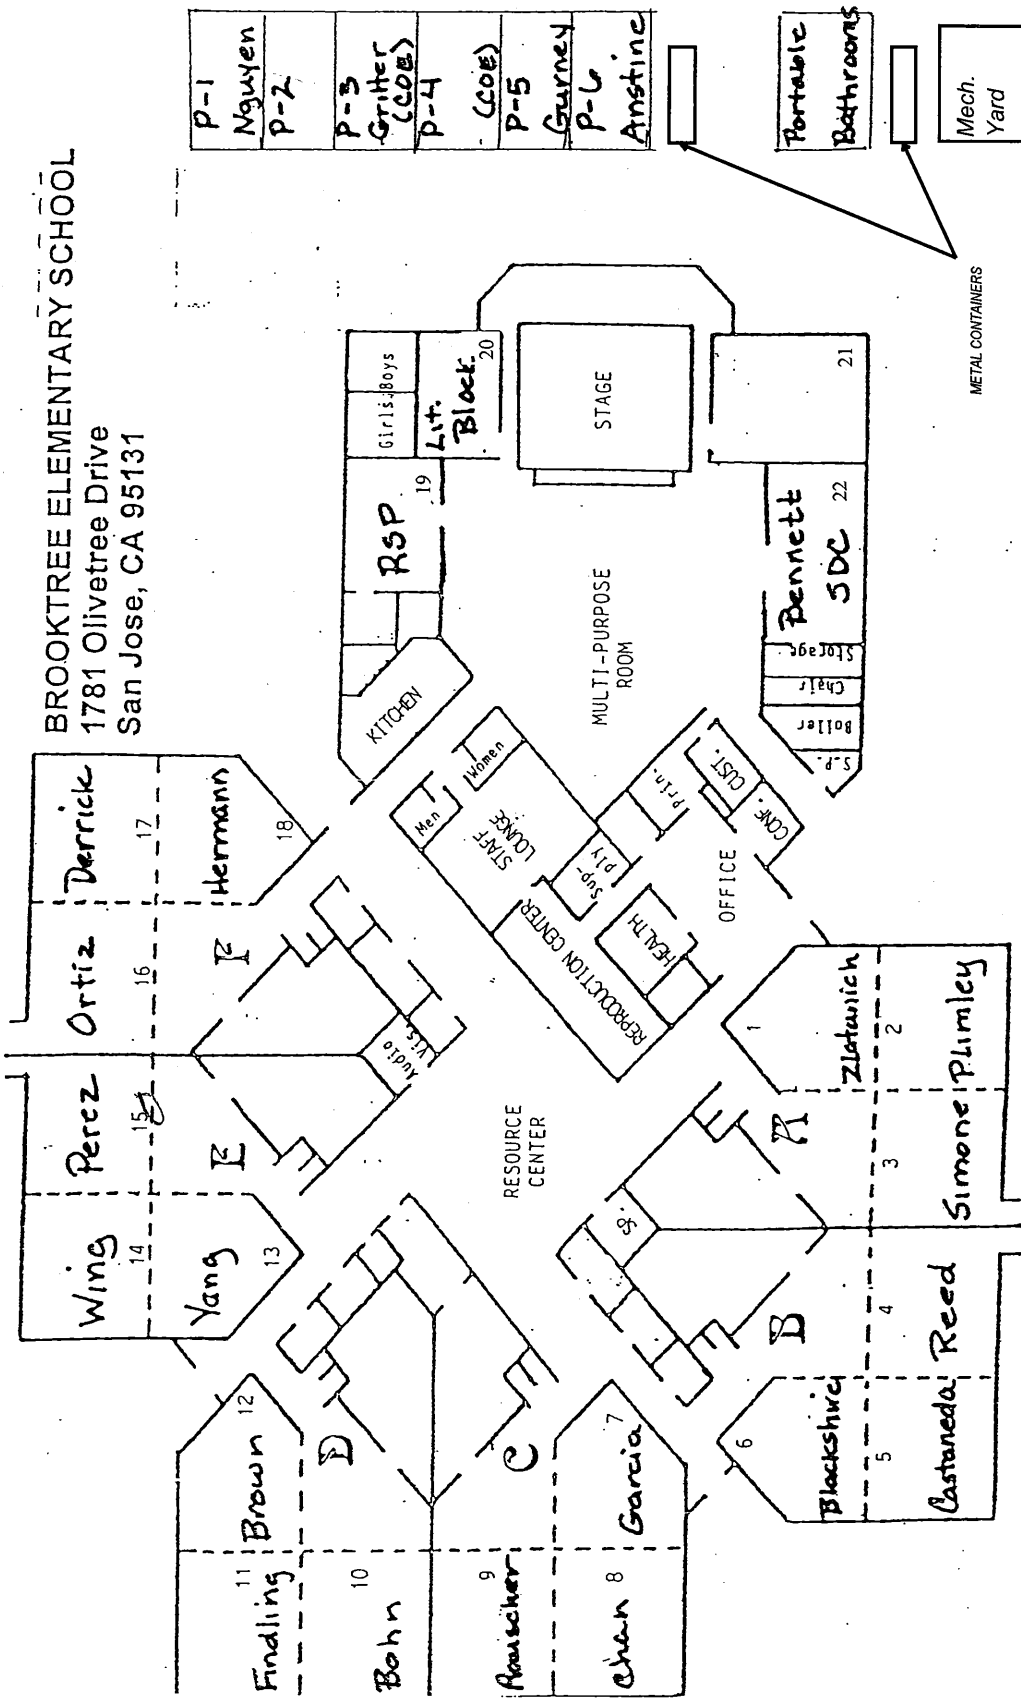 BROOKTREE ELEMENTARY SCHOOL
1781 Olivetree Drive
San Jose, CA 95131
P-1
Nguyen
P-2
P-3
Gritter
(COE)
P-4
(COE)
P-5
Gurney
P-6
Anstine
Portable
Bathrooms
Mech.
Yard
METAL CONTAINERS
Girls
Boys
Lit.
Block
20
RSP
19
KITCHEN
STAGE
MULTI-PURPOSE
ROOM
21
Bennett
SDC
22
Storage
Chair
Boiler
S.P.
Men
Women
STAFF
LOUNGE
Prin.
CUST.
CONF.
Sup-
ply
OFFICE
HEALTH
REPRODUCTION CENTER
Derrick
17
Hermann
18
Ortiz
16
F
Perez
15
E
Wing
14
Yang
13
Audio
Vis.
RESOURCE
CENTER
1
Zlatunich
2
Plimley
A
3
Simone
B
4
Reed
6
Blackshire
5
Castaneda
12
Brown
11
Findling
D
10
Bohn
C
9
Rauscher
7
Garcia
8
Chan